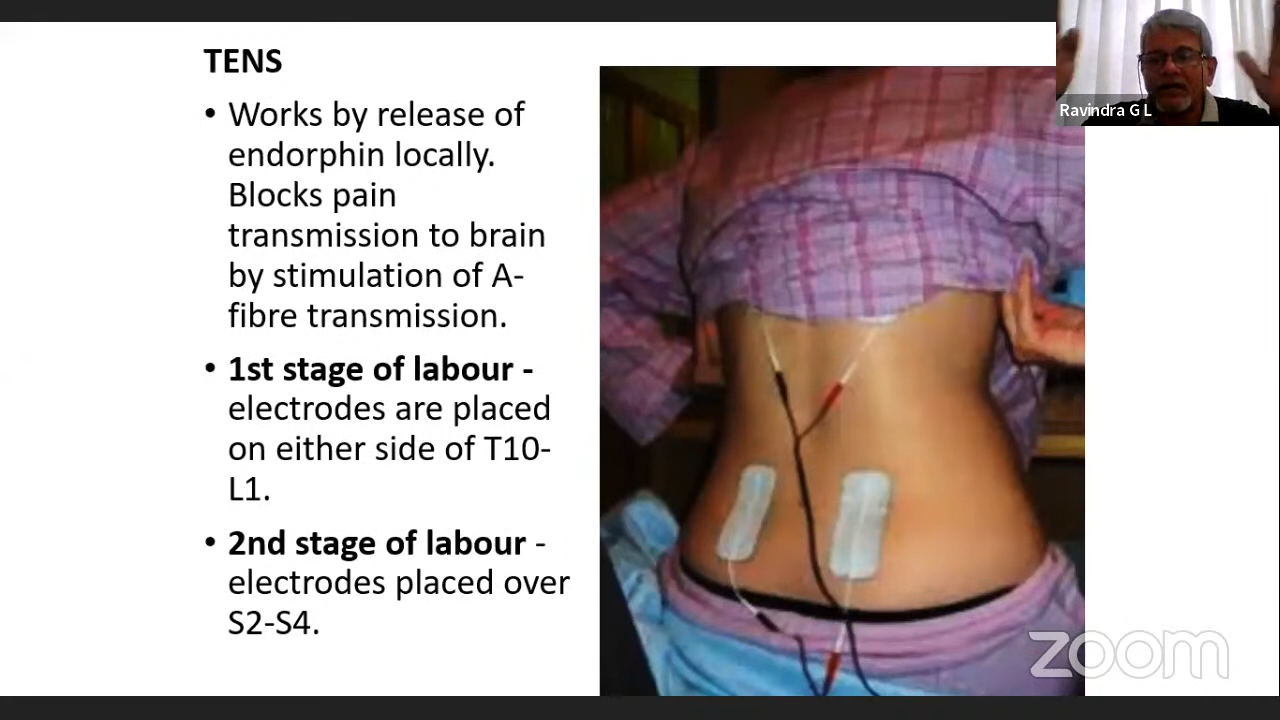 TENS
• Works by release of
endorphin locally.
Blocks pain
transmission to brain
by stimulation of A-
fibre transmission.
• 1st stage of labour -
electrodes are placed
on either side of T10-
L1.
• 2nd stage of labour -
electrodes placed over
S2-S4.
Ravindra G L
zoom